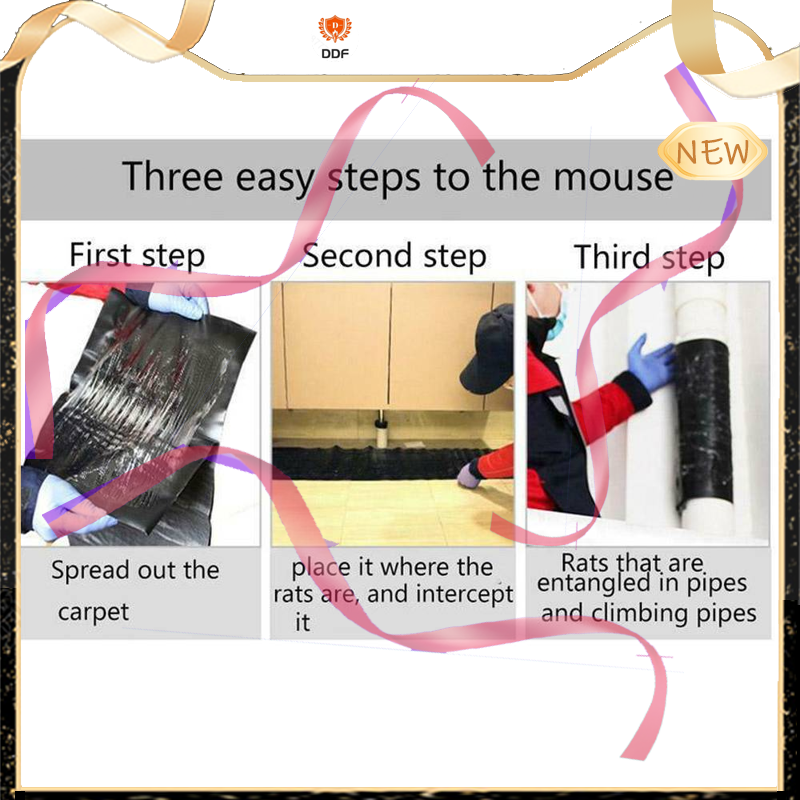 DDF
NEW
Three easy steps to the mouse
First step
Second step
Third step
Spread out the
carpet
place it where the
rats are, and intercept
it
Rats that are
entangled in pipes
and climbing pipes